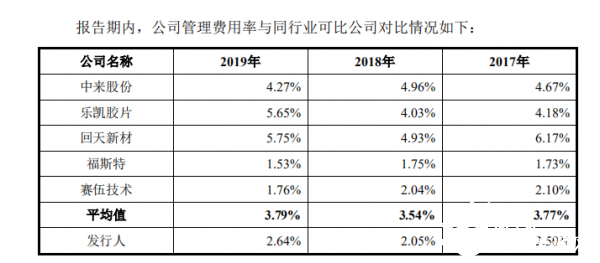 报告期内，公司管理费用率与同行业可比公司对比情况如下：
公司名称 2019年 2018年 2017年
中来股份 4.27% 4.96% 4.67%
乐凯胶片 5.65% 4.03% 4.18%
回天新材 5.75% 4.93% 6.17%
福斯特 1.53% 1.75% 1.73%
赛伍技术 1.76% 2.04% 2.10%
平均值 3.79% 3.54% 3.77%
发行人 2.64% 2.05% 2.50%